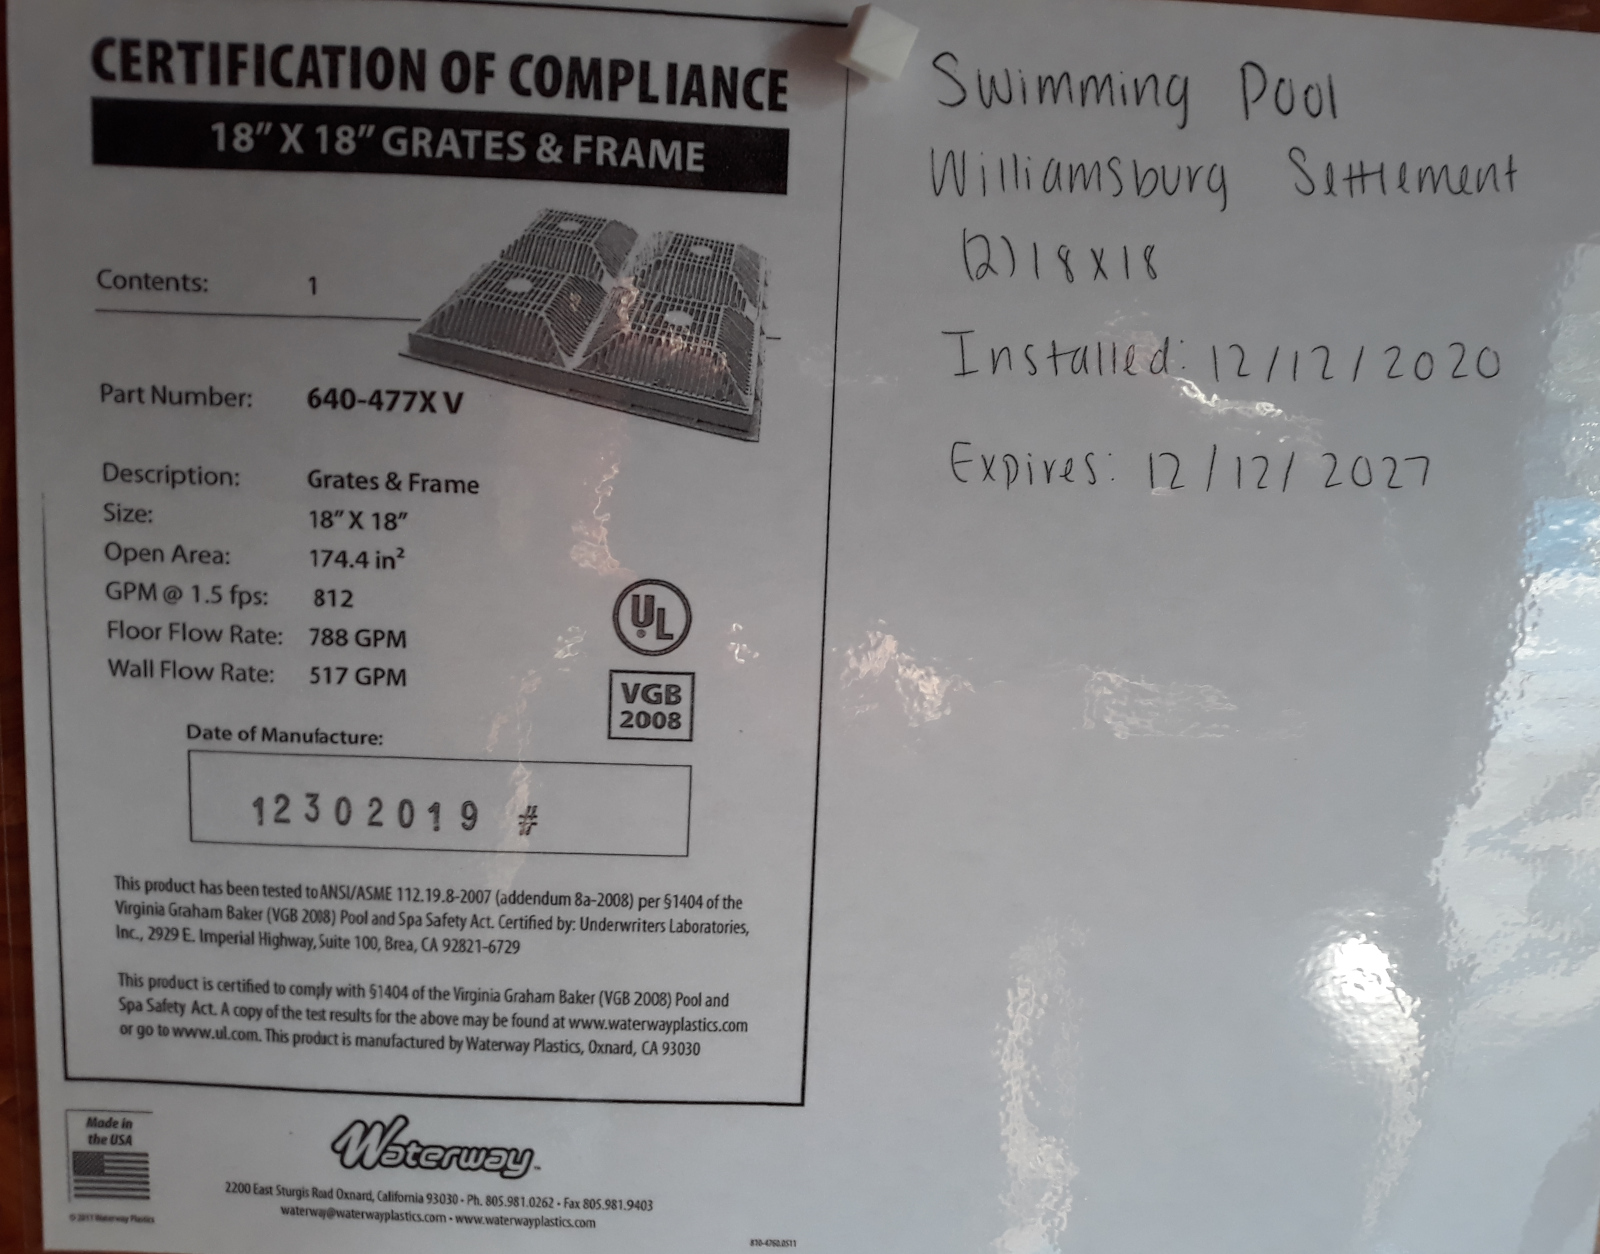 CERTIFICATION OF COMPLIANCE
18" X 18" GRATES & FRAME
Contents: 1
Part Number: 640-477X V
Description: Grates & Frame
Size: 18" X 18"
Open Area: 174.4 in²
GPM @ 1.5 fps: 812
Floor Flow Rate: 788 GPM
Wall Flow Rate: 517 GPM
UL
VGB
2008
Date of Manufacture:
12302019 #
This product has been tested to ANSI/ASME 112.19.8-2007 (addendum 8a-2008) per §1404 of the
Virginia Graham Baker (VGB 2008) Pool and Spa Safety Act. Certified by: Underwriters Laboratories,
Inc., 2929 E. Imperial Highway, Suite 100, Brea, CA 92821-6729
This product is certified to comply with §1404 of the Virginia Graham Baker (VGB 2008) Pool and
Spa Safety Act. A copy of the test results for the above may be found at www.waterwayplastics.com
or go to www.ul.com. This product is manufactured by Waterway Plastics, Oxnard, CA 93030
Made in
the USA
© 2011 Waterway Plastics
Waterway™
2200 East Sturgis Road Oxnard, California 93030 • Ph. 805.981.0262 • Fax 805.981.9403
waterway@waterwayplastics.com • www.waterwayplastics.com
810-4760.0511
Swimming Pool
Williamsburg Settlement
(2) 18 X 18
Installed: 12/12/2020
Expires: 12/12/2027